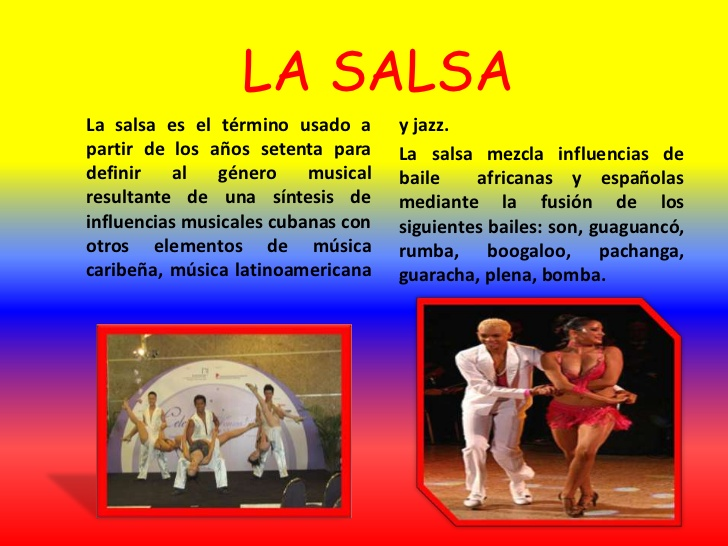 LA SALSA
La salsa es el término usado a
partir de los años setenta para
definir al género musical
resultante de una síntesis de
influencias musicales cubanas con
otros elementos de música
caribeña, música latinoamericana
y jazz.
La salsa mezcla influencias de
baile africanas y españolas
mediante la fusión de los
siguientes bailes: son, guaguancó,
rumba, boogaloo, pachanga,
guaracha, plena, bomba.